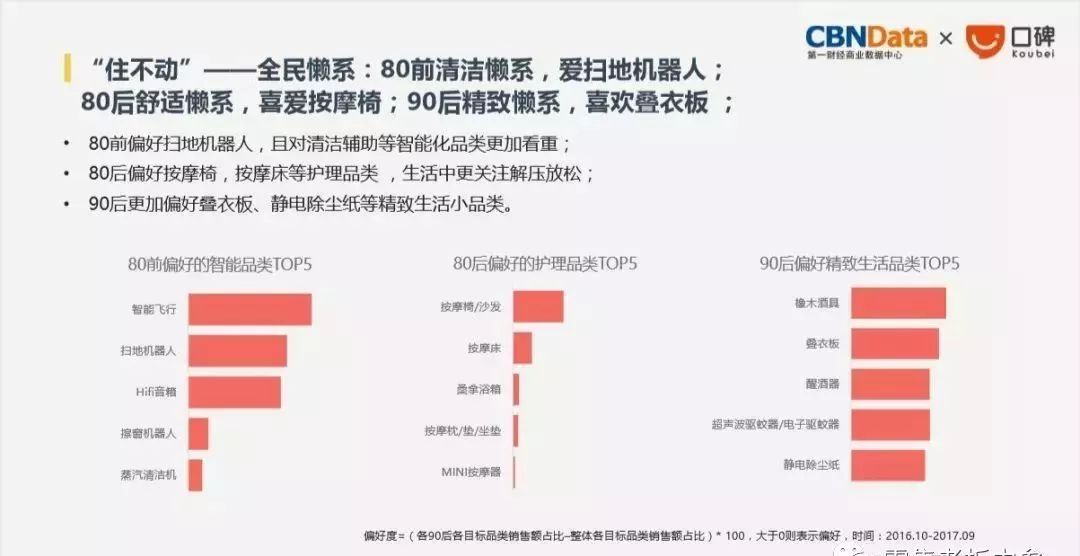 CBNData × 口碑
第一财经商业数据中心 Koubei
“住不动”——全民懒系：80前清洁懒系，爱扫地机器人；
80后舒适懒系，喜爱按摩椅；90后精致懒系，喜欢叠衣板 ；
• 80前偏好扫地机器人，且对清洁辅助等智能化品类更加看重；
• 80后偏好按摩椅，按摩床等护理品类 ，生活中更关注解压放松；
• 90后更加偏好叠衣板、静电除尘纸等精致生活小品类。
80前偏好的智能品类TOP5
智能飞行
扫地机器人
Hifi音箱
擦窗机器人
蒸汽清洁机
80后偏好的护理品类TOP5
按摩椅/沙发
按摩床
桑拿浴箱
按摩枕/垫/坐垫
MINI按摩器
90后偏好精致生活品类TOP5
橡木酒具
叠衣板
醒酒器
超声波驱蚊器/电子驱蚊器
静电除尘纸
偏好度=（各90后各目标品类销售额占比–整体各目标品类销售额占比）* 100，大于0则表示偏好，时间：2016.10-2017.09